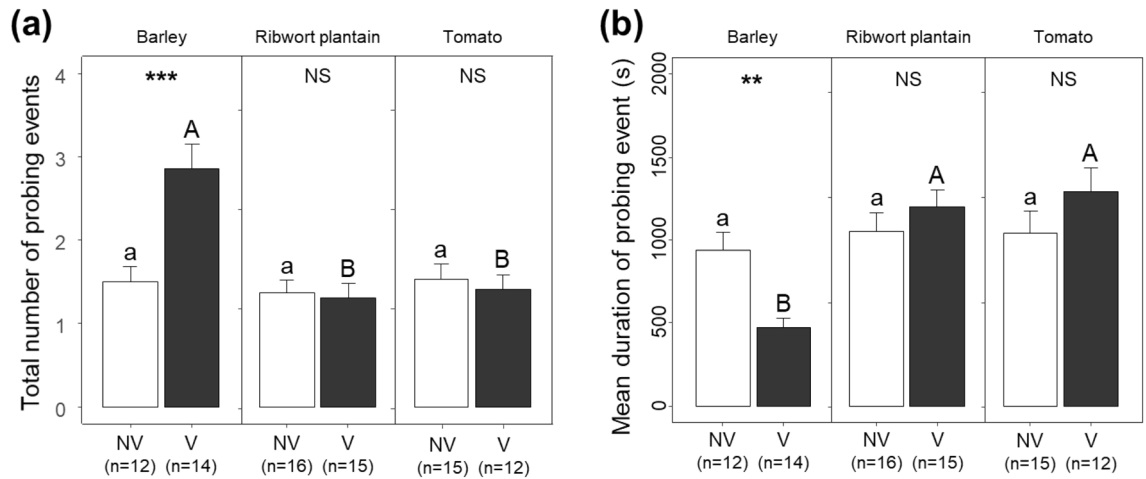 (a)
Barley Ribwort plantain Tomato
Total number of probing events
4
3
2
1
0
*** NS NS
a A a B a B
NV V NV V NV V
(n=12) (n=14) (n=16) (n=15) (n=15) (n=12)
(b)
Barley Ribwort plantain Tomato
Mean duration of probing event (s)
2000
1500
1000
500
0
** NS NS
a B a A a A
NV V NV V NV V
(n=12) (n=14) (n=16) (n=15) (n=15) (n=12)